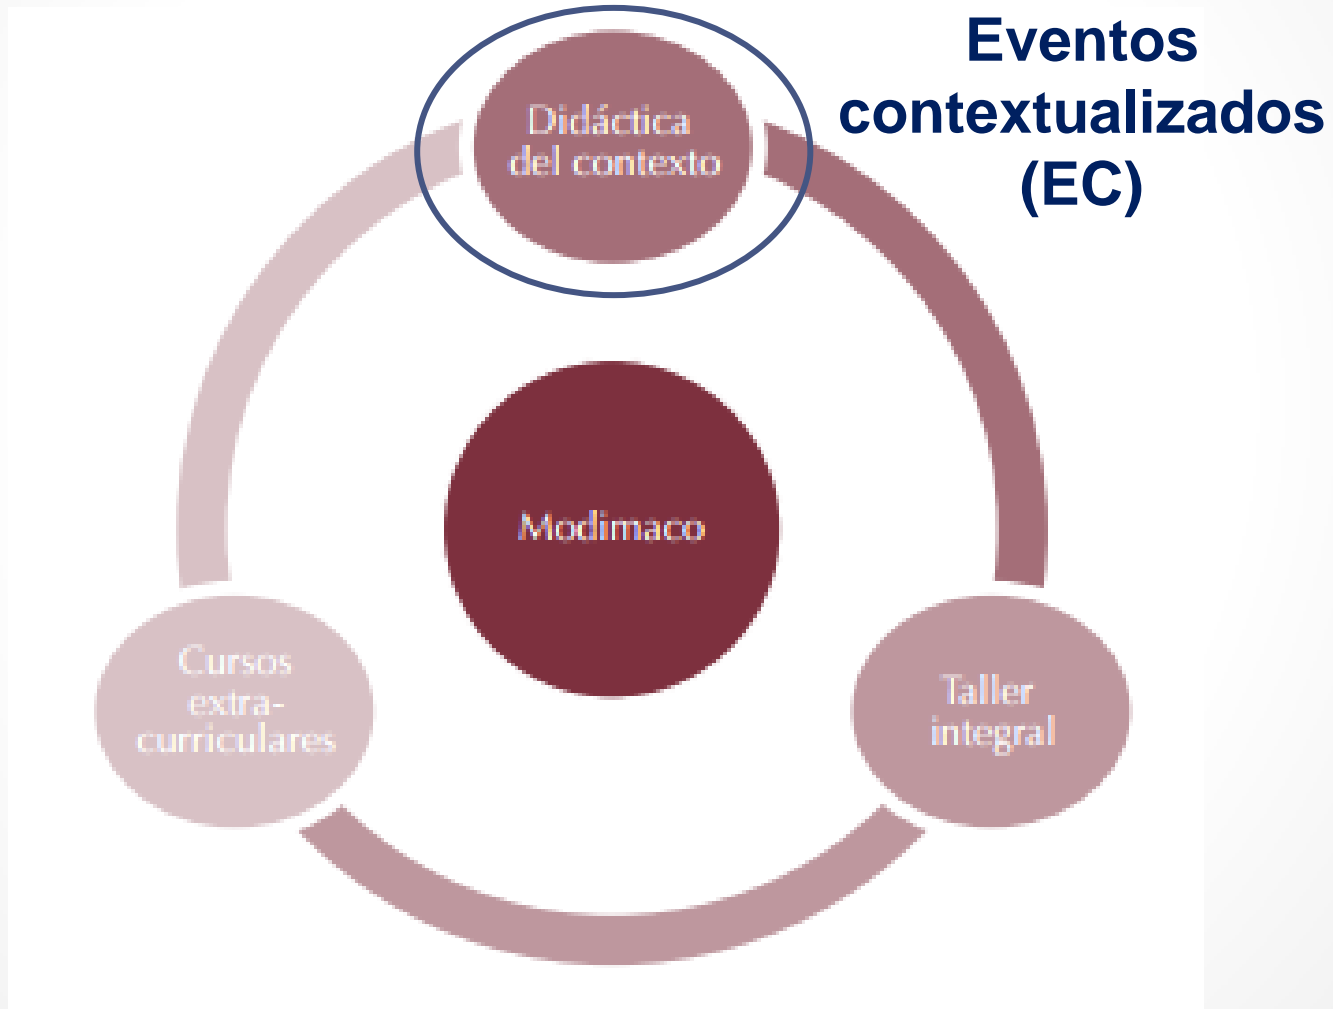 Eventos
contextualizados
(EC)
Didáctica
del contexto
Modimaco
Cursos
extra-
curriculares
Taller
integral